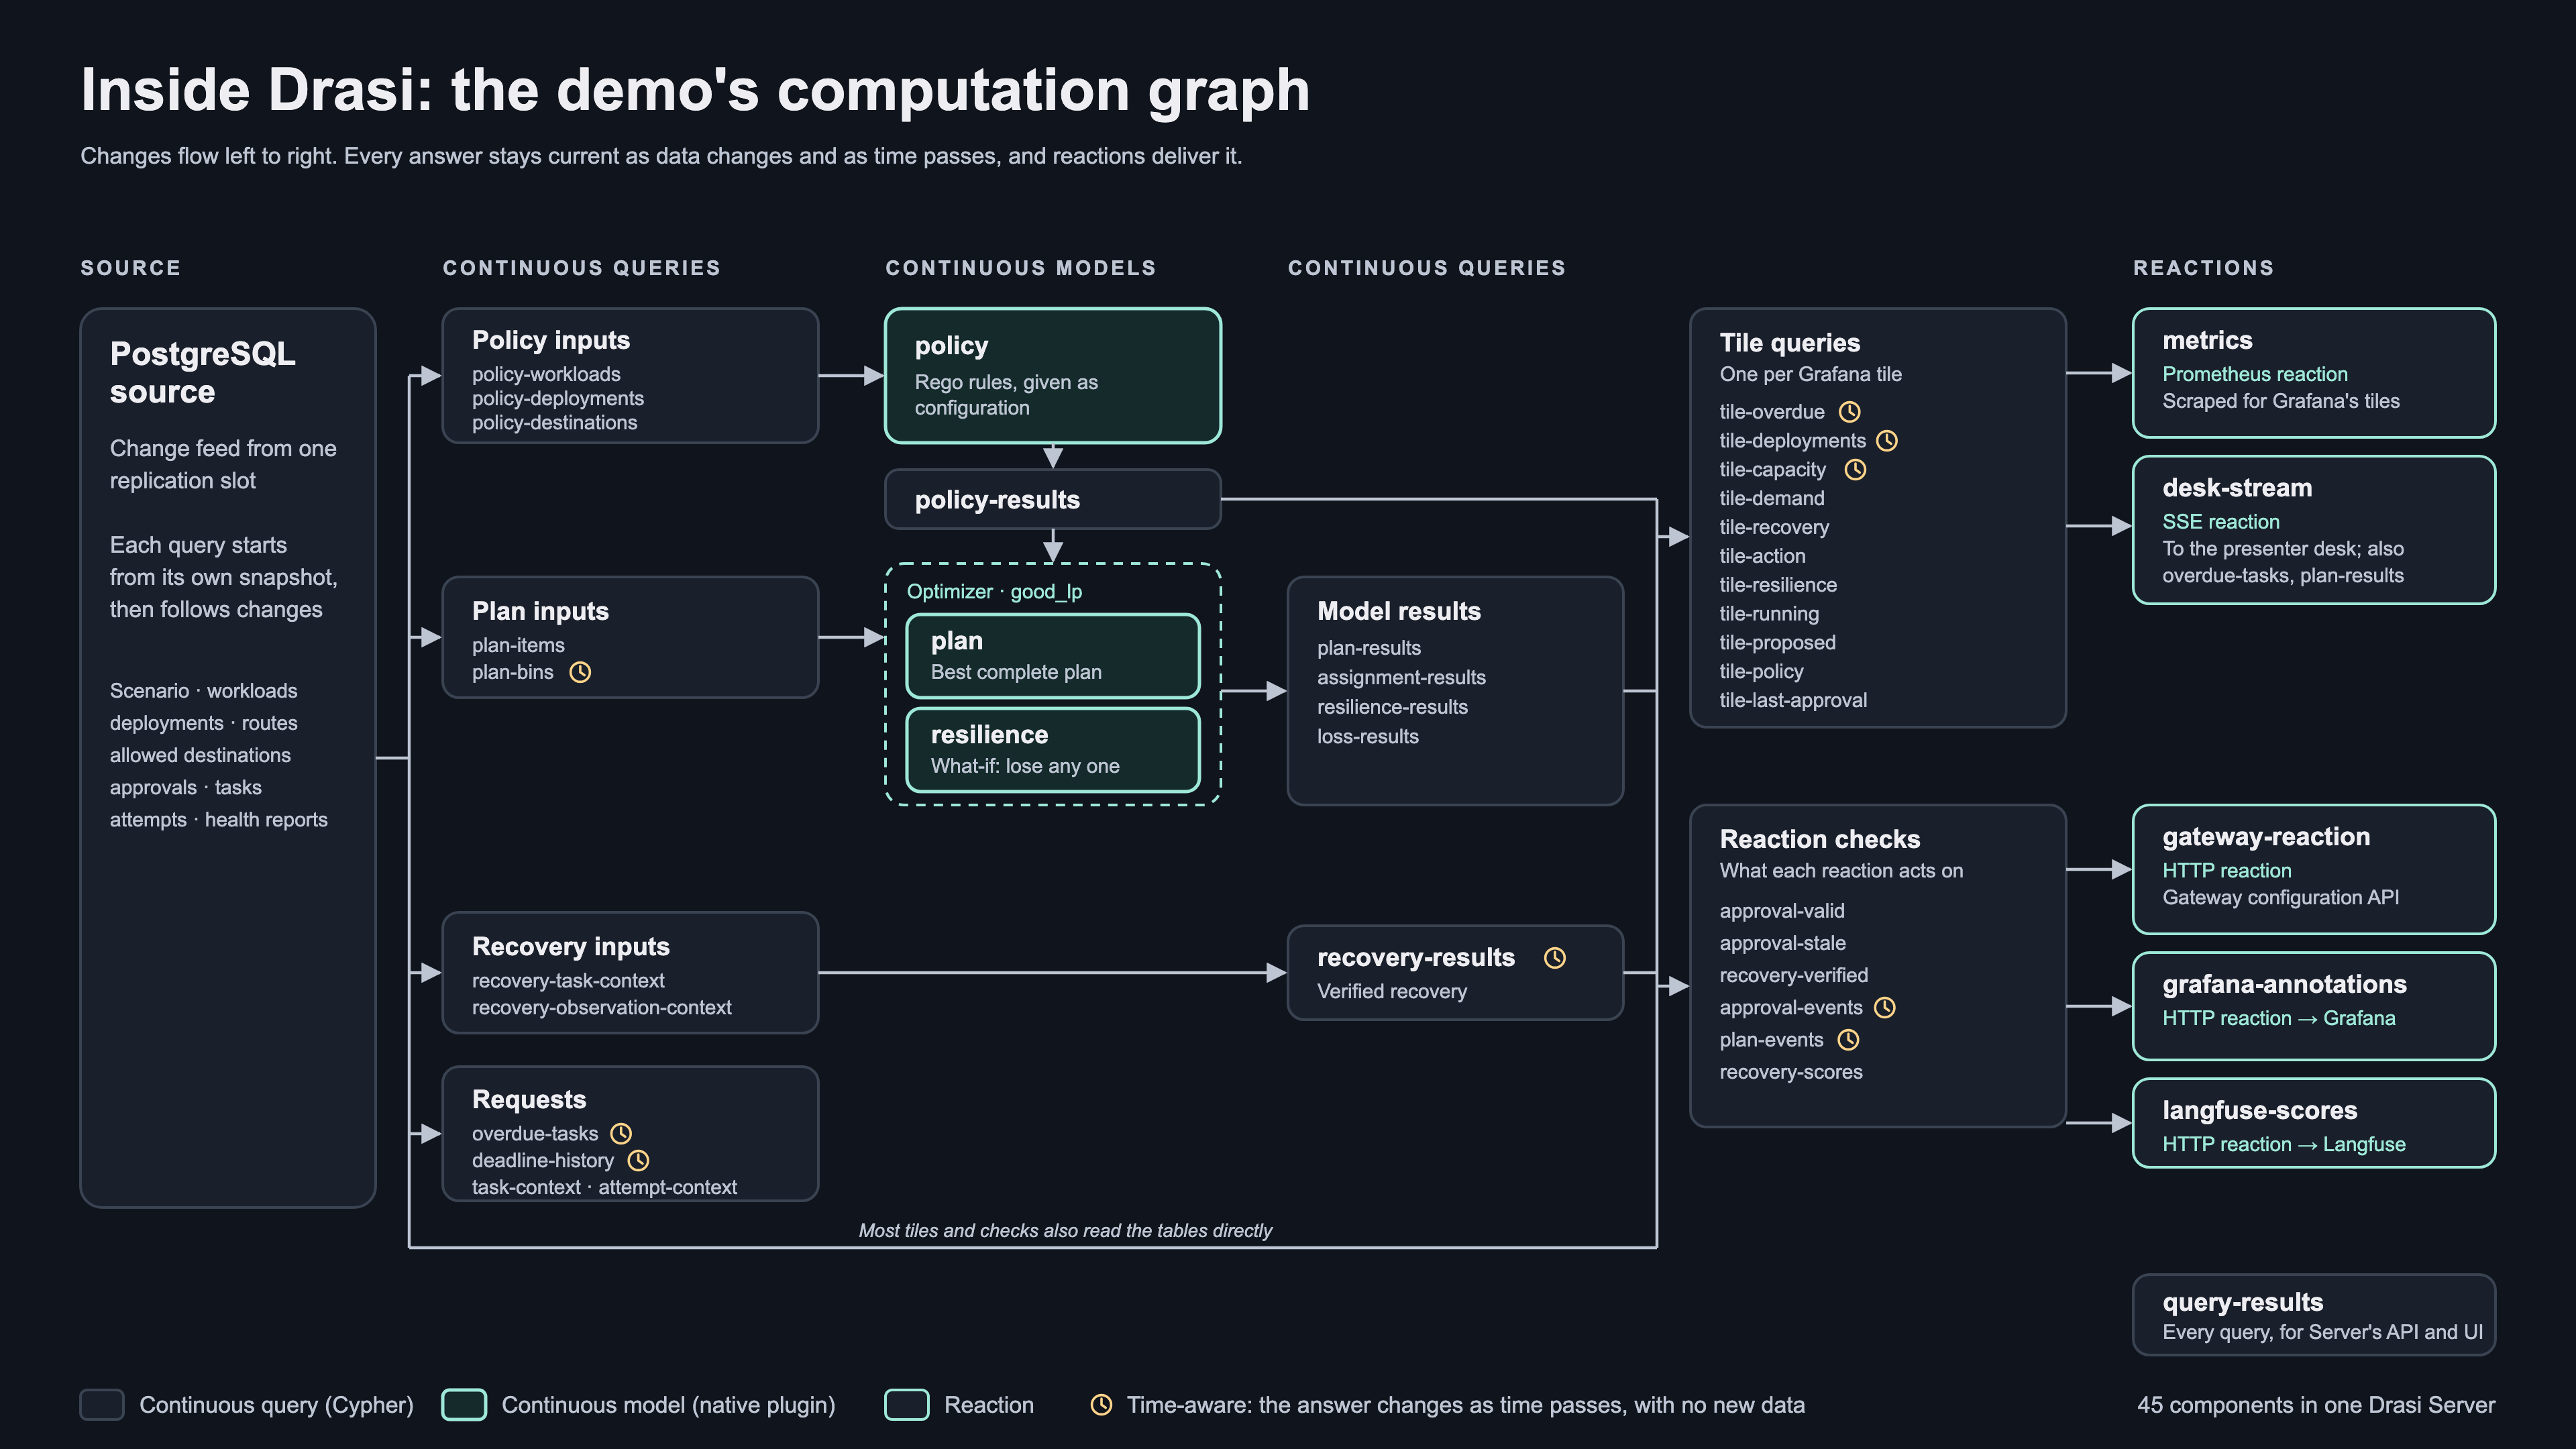 Inside Drasi: the demo's computation graph
Changes flow left to right. Every answer stays current as data changes and as time passes, and reactions deliver it.
SOURCE
PostgreSQL
source
Change feed from one
replication slot
Each query starts
from its own snapshot,
then follows changes
Scenario · workloads
deployments · routes
allowed destinations
approvals · tasks
attempts · health reports
CONTINUOUS QUERIES
Policy inputs
policy-workloads
policy-deployments
policy-destinations
Plan inputs
plan-items
plan-bins
Recovery inputs
recovery-task-context
recovery-observation-context
Requests
overdue-tasks
deadline-history
task-context · attempt-context
CONTINUOUS MODELS
policy
Rego rules, given as
configuration
policy-results
Optimizer · good_lp
plan
Best complete plan
resilience
What-if: lose any one
CONTINUOUS QUERIES
Model results
plan-results
assignment-results
resilience-results
loss-results
recovery-results
Verified recovery
Most tiles and checks also read the tables directly
Tile queries
One per Grafana tile
tile-overdue
tile-deployments
tile-capacity
tile-demand
tile-recovery
tile-action
tile-resilience
tile-running
tile-proposed
tile-policy
tile-last-approval
Reaction checks
What each reaction acts on
approval-valid
approval-stale
recovery-verified
approval-events
plan-events
recovery-scores
REACTIONS
metrics
Prometheus reaction
Scraped for Grafana's tiles
desk-stream
SSE reaction
To the presenter desk; also
overdue-tasks, plan-results
gateway-reaction
HTTP reaction
Gateway configuration API
grafana-annotations
HTTP reaction → Grafana
langfuse-scores
HTTP reaction → Langfuse
query-results
Every query, for Server's API and UI
Continuous query (Cypher)
Continuous model (native plugin)
Reaction
Time-aware: the answer changes as time passes, with no new data
45 components in one Drasi Server